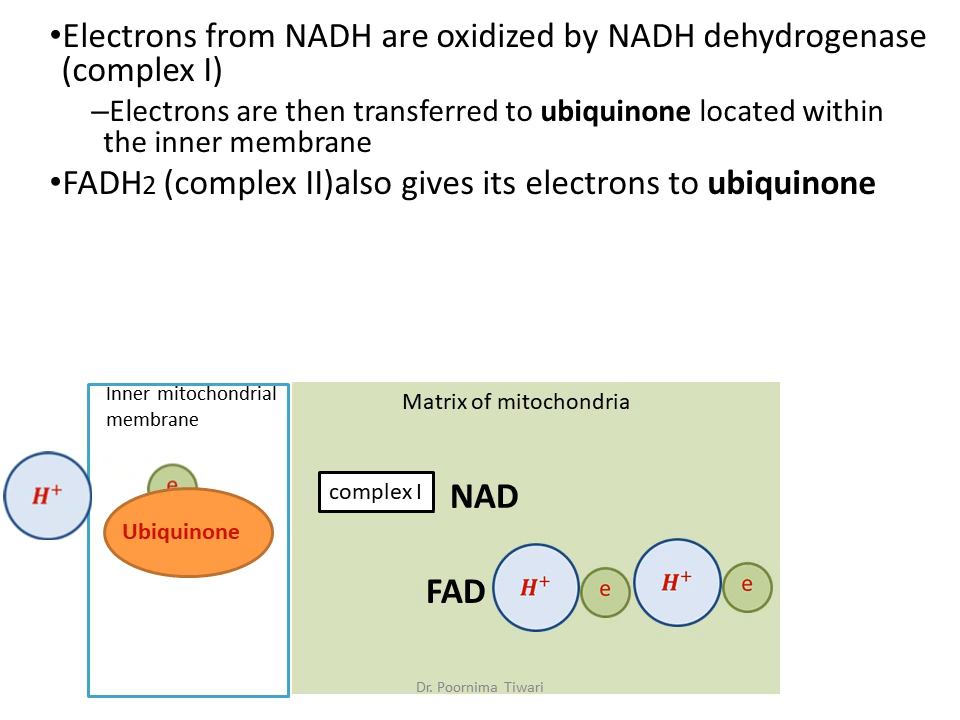 •Electrons from NADH are oxidized by NADH dehydrogenase
(complex I)
–Electrons are then transferred to ubiquinone located within
the inner membrane
•FADH2 (complex II)also gives its electrons to ubiquinone
Inner mitochondrial
membrane
Matrix of mitochondria
H+
e
Ubiquinone
complex I
NAD
FAD
H+
e
H+
e
Dr. Poornima Tiwari